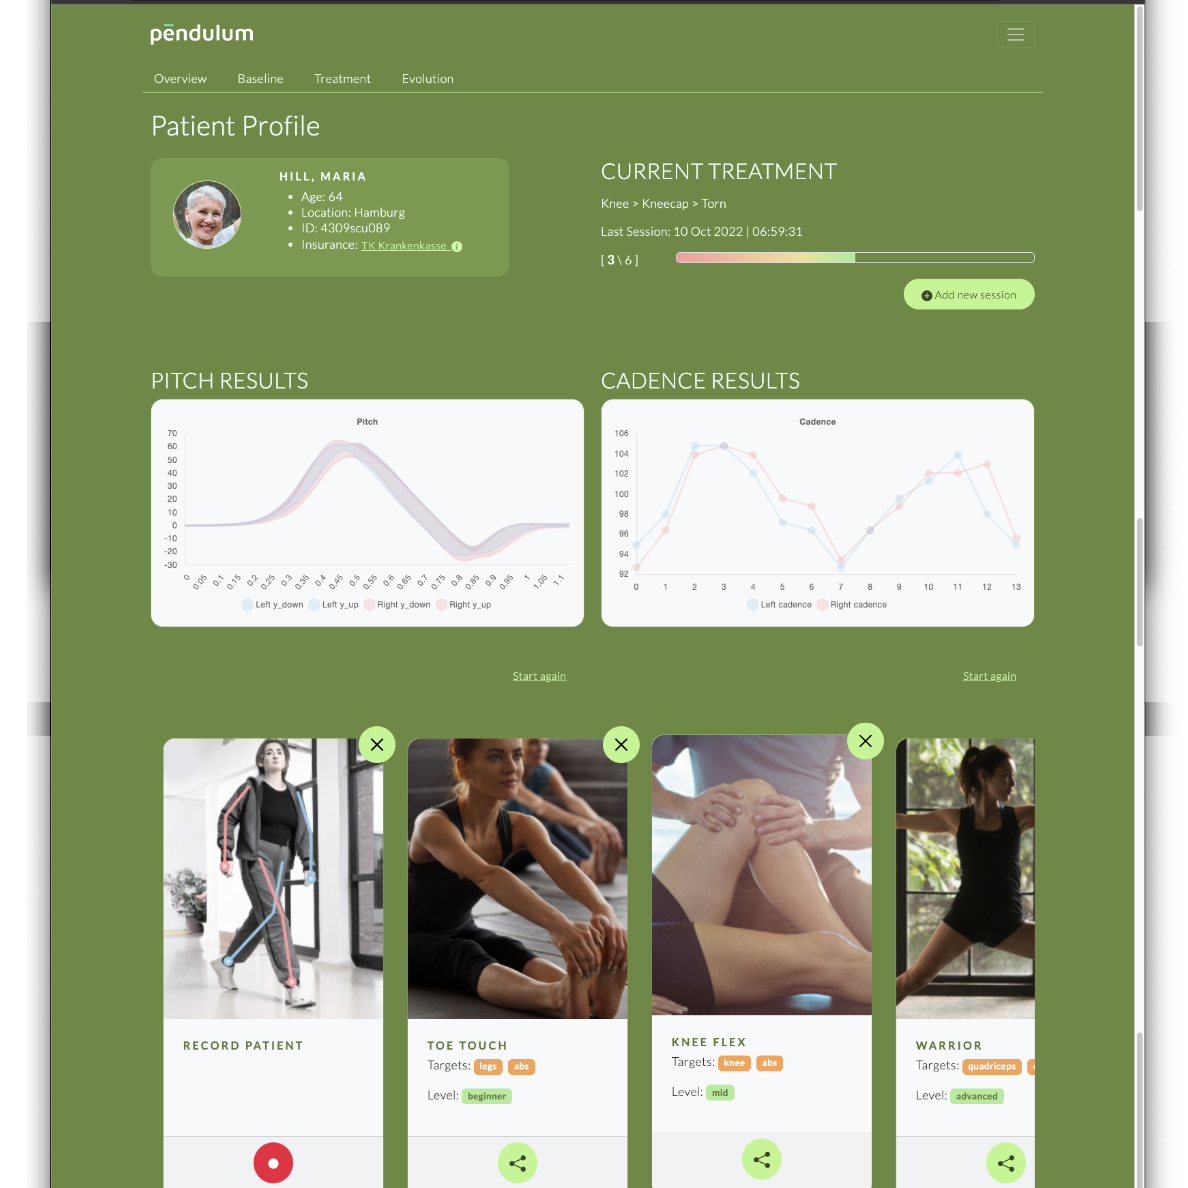 pēndulum
Overview Baseline Treatment Evolution
Patient Profile
HILL, MARIA
Age: 64
Location: Hamburg
ID: 4309scu089
Insurance: TK Krankenkasse
CURRENT TREATMENT
Knee > Kneecap > Torn
Last Session: 10 Oct 2022 | 06:59:31
[ 3 \ 6 ]
Add new session
PITCH RESULTS
Pitch
70
60
50
40
30
20
10
0
-10
-20
-30
0 0.05 0.1 0.15 0.2 0.25 0.3 0.35 0.4 0.45 0.5 0.55 0.6 0.65 0.7 0.75 0.8 0.85 0.9 0.95 1 1.05 1.1
Left y_down Left y_up Right y_down Right y_up
CADENCE RESULTS
Cadence
106
104
102
100
98
96
94
92
0 1 2 3 4 5 6 7 8 9 10 11 12 13
Left cadence Right cadence
Start again
Start again
RECORD PATIENT
TOE TOUCH
Targets: legs abs
Level: beginner
KNEE FLEX
Targets: knee abs
Level: mid
WARRIOR
Targets: quadriceps
Level: advanced